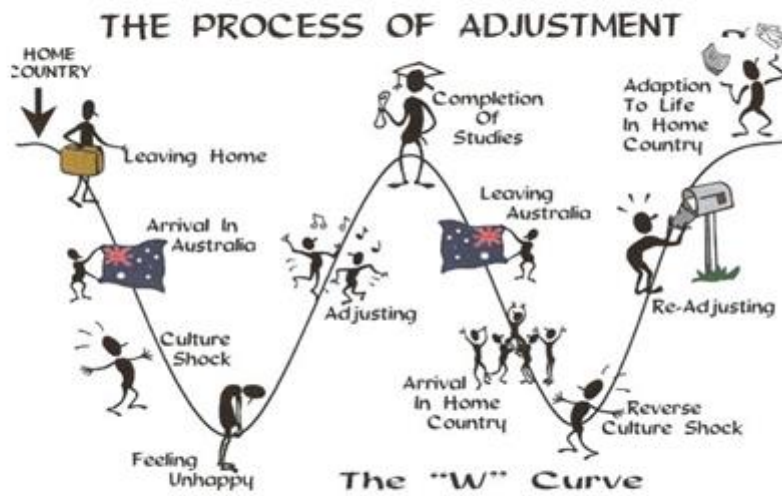 THE PROCESS OF ADJUSTMENT
HOME
COUNTRY
Leaving Home
Arrival In
Australia
Culture
Shock
Feeling
Unhappy
Adjusting
Completion
Of
Studies
Leaving
Australia
Arrival
In Home
Country
Reverse
Culture Shock
Re-Adjusting
Adaption
To Life
In Home
Country
The "W" Curve